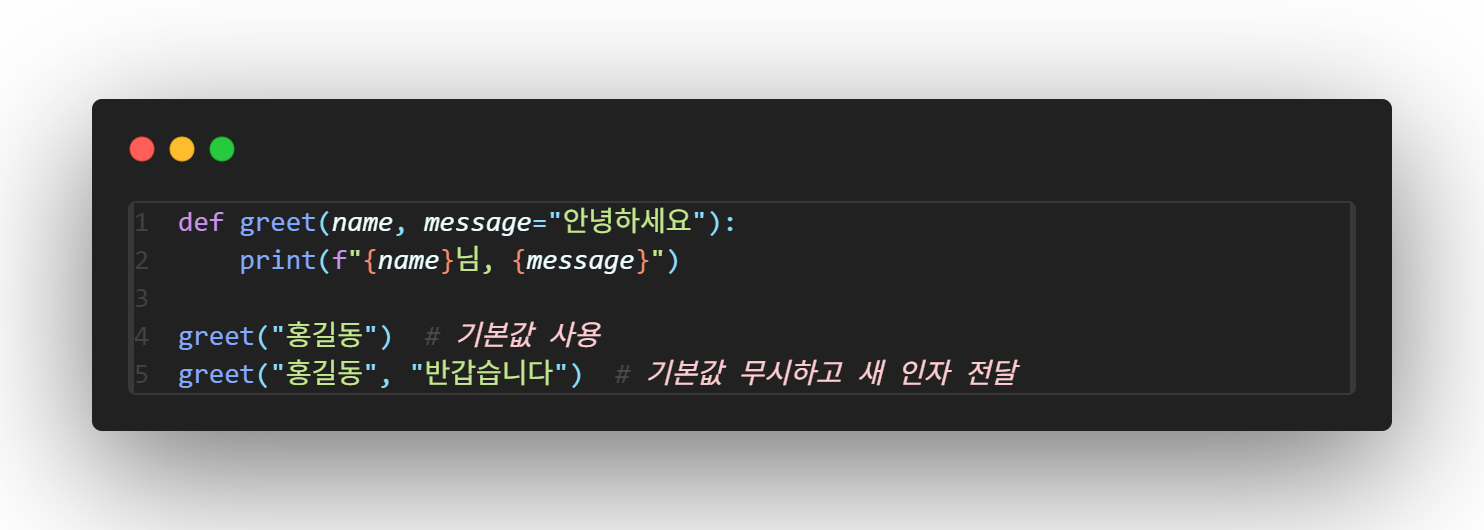 1 def greet(name, message="안녕하세요"):
2     print(f"{name}님, {message}")
3
4 greet("홍길동")  # 기본값 사용
5 greet("홍길동", "반갑습니다")  # 기본값 무시하고 새 인자 전달